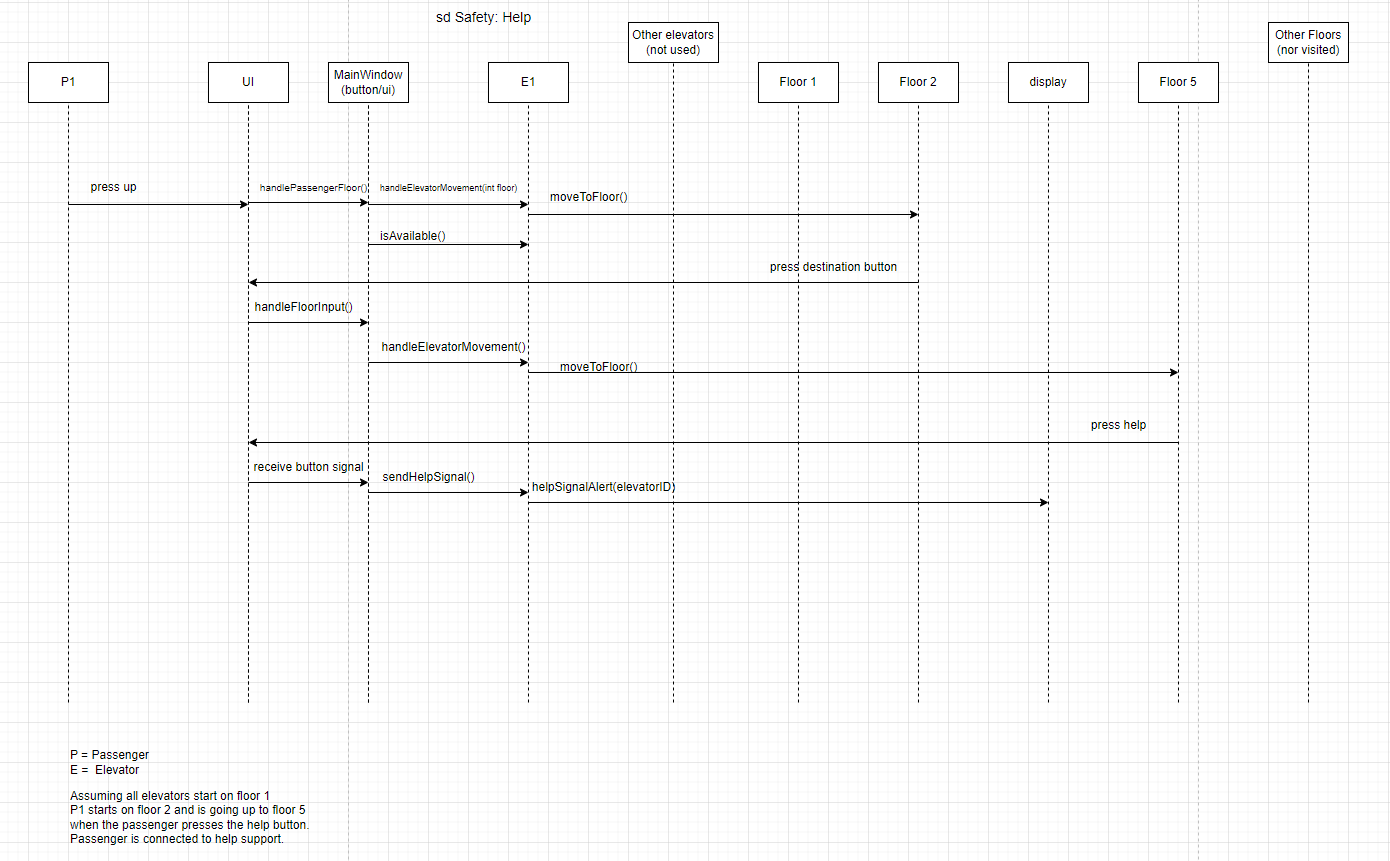 sd Safety: Help
Other elevators
(not used)
Other Floors
(nor visited)
P1
UI
MainWindow
(button/ui)
E1
Floor 1
Floor 2
display
Floor 5
press up
handlePassengerFloor()
handleElevatorMovement(int floor)
moveToFloor()
isAvailable()
press destination button
handleFloorInput()
handleElevatorMovement()
moveToFloor()
press help
receive button signal
sendHelpSignal()
helpSignalAlert(elevatorID)
P = Passenger
E = Elevator
Assuming all elevators start on floor 1
P1 starts on floor 2 and is going up to floor 5
when the passenger presses the help button.
Passenger is connected to help support.